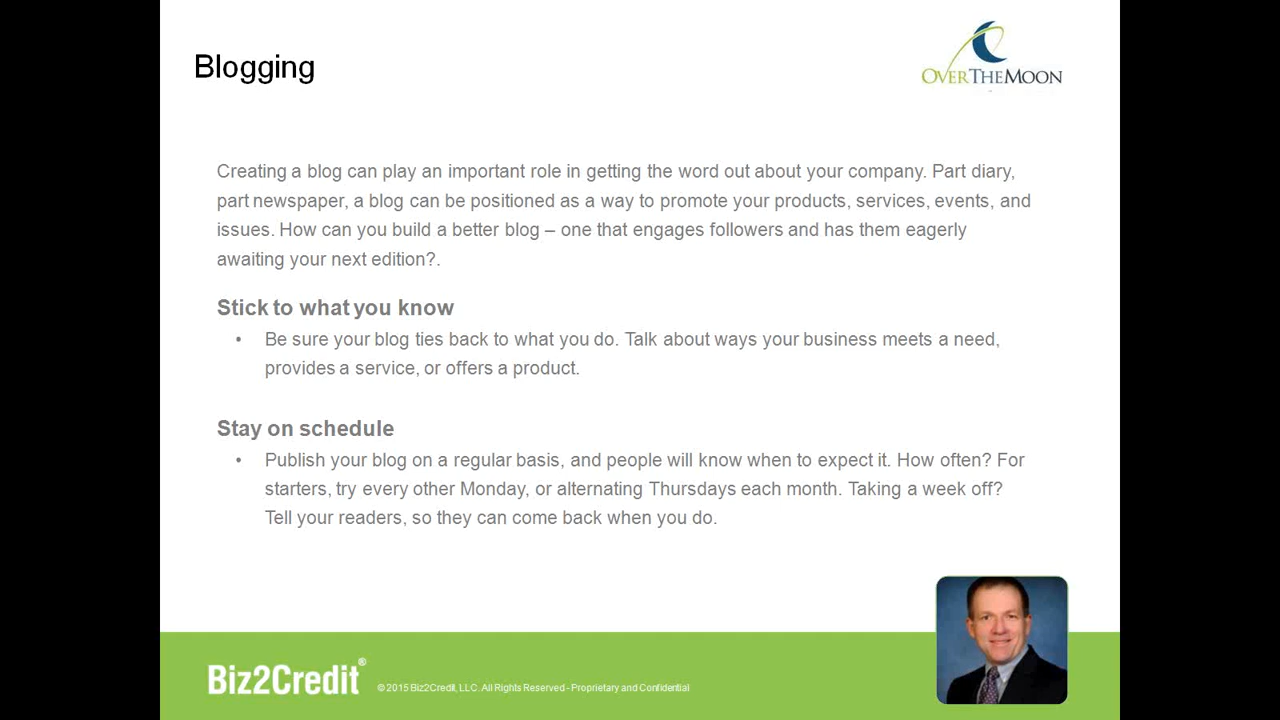 Blogging
OVERTHEMOON
Creating a blog can play an important role in getting the word out about your company. Part diary,
part newspaper, a blog can be positioned as a way to promote your products, services, events, and
issues. How can you build a better blog – one that engages followers and has them eagerly
awaiting your next edition?.
Stick to what you know
• Be sure your blog ties back to what you do. Talk about ways your business meets a need,
provides a service, or offers a product.
Stay on schedule
• Publish your blog on a regular basis, and people will know when to expect it. How often? For
starters, try every other Monday, or alternating Thursdays each month. Taking a week off?
Tell your readers, so they can come back when you do.
Biz2Credit® © 2015 Biz2Credit, LLC. All Rights Reserved - Proprietary and Confidential